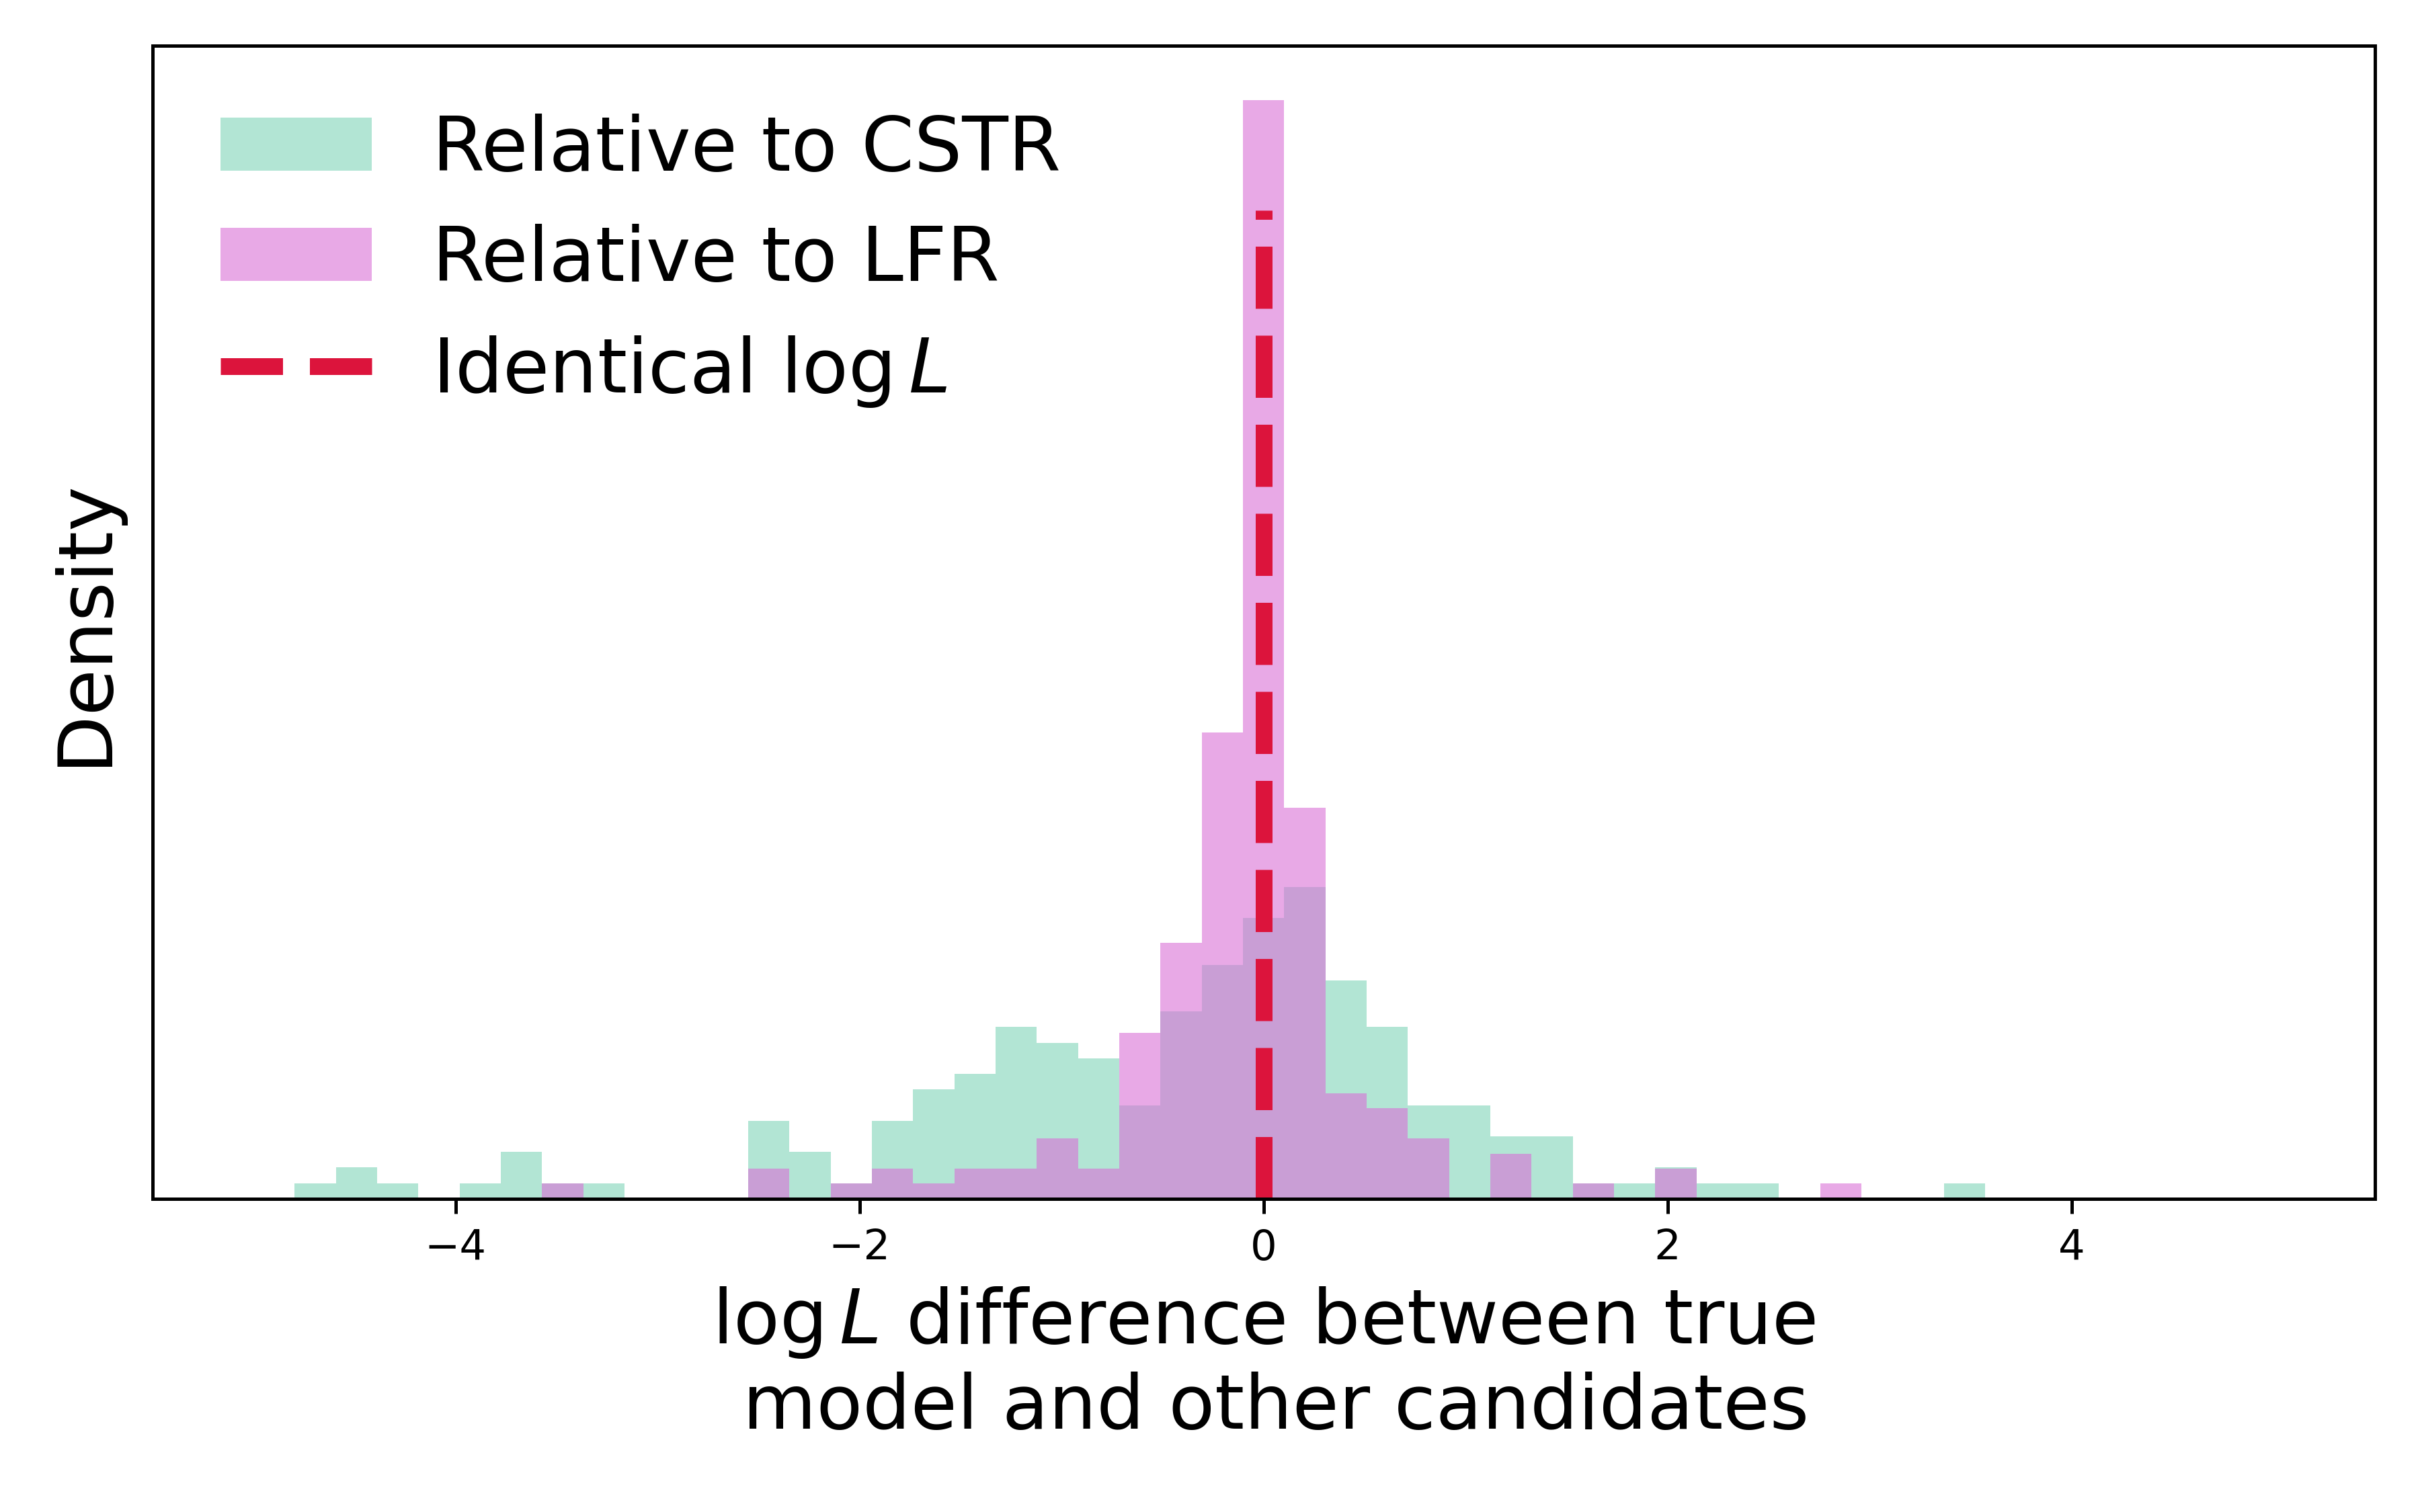 Relative to CSTR
Relative to LFR
Identical log L
Density
−4 −2 0 2 4
log L difference between true
model and other candidates